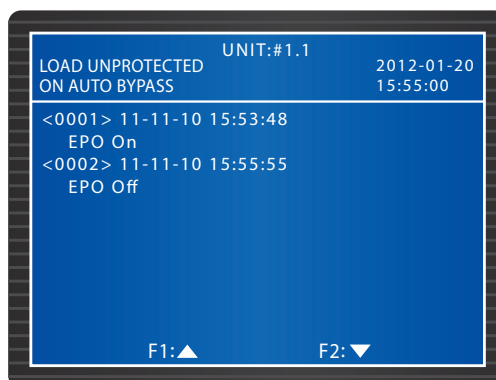 UNIT:#1.1
LOAD UNPROTECTED 2012-01-20
ON AUTO BYPASS 15:55:00
<0001> 11-11-10 15:53:48
EPO On
<0002> 11-11-10 15:55:55
EPO Off
F1:▲ F2:▼